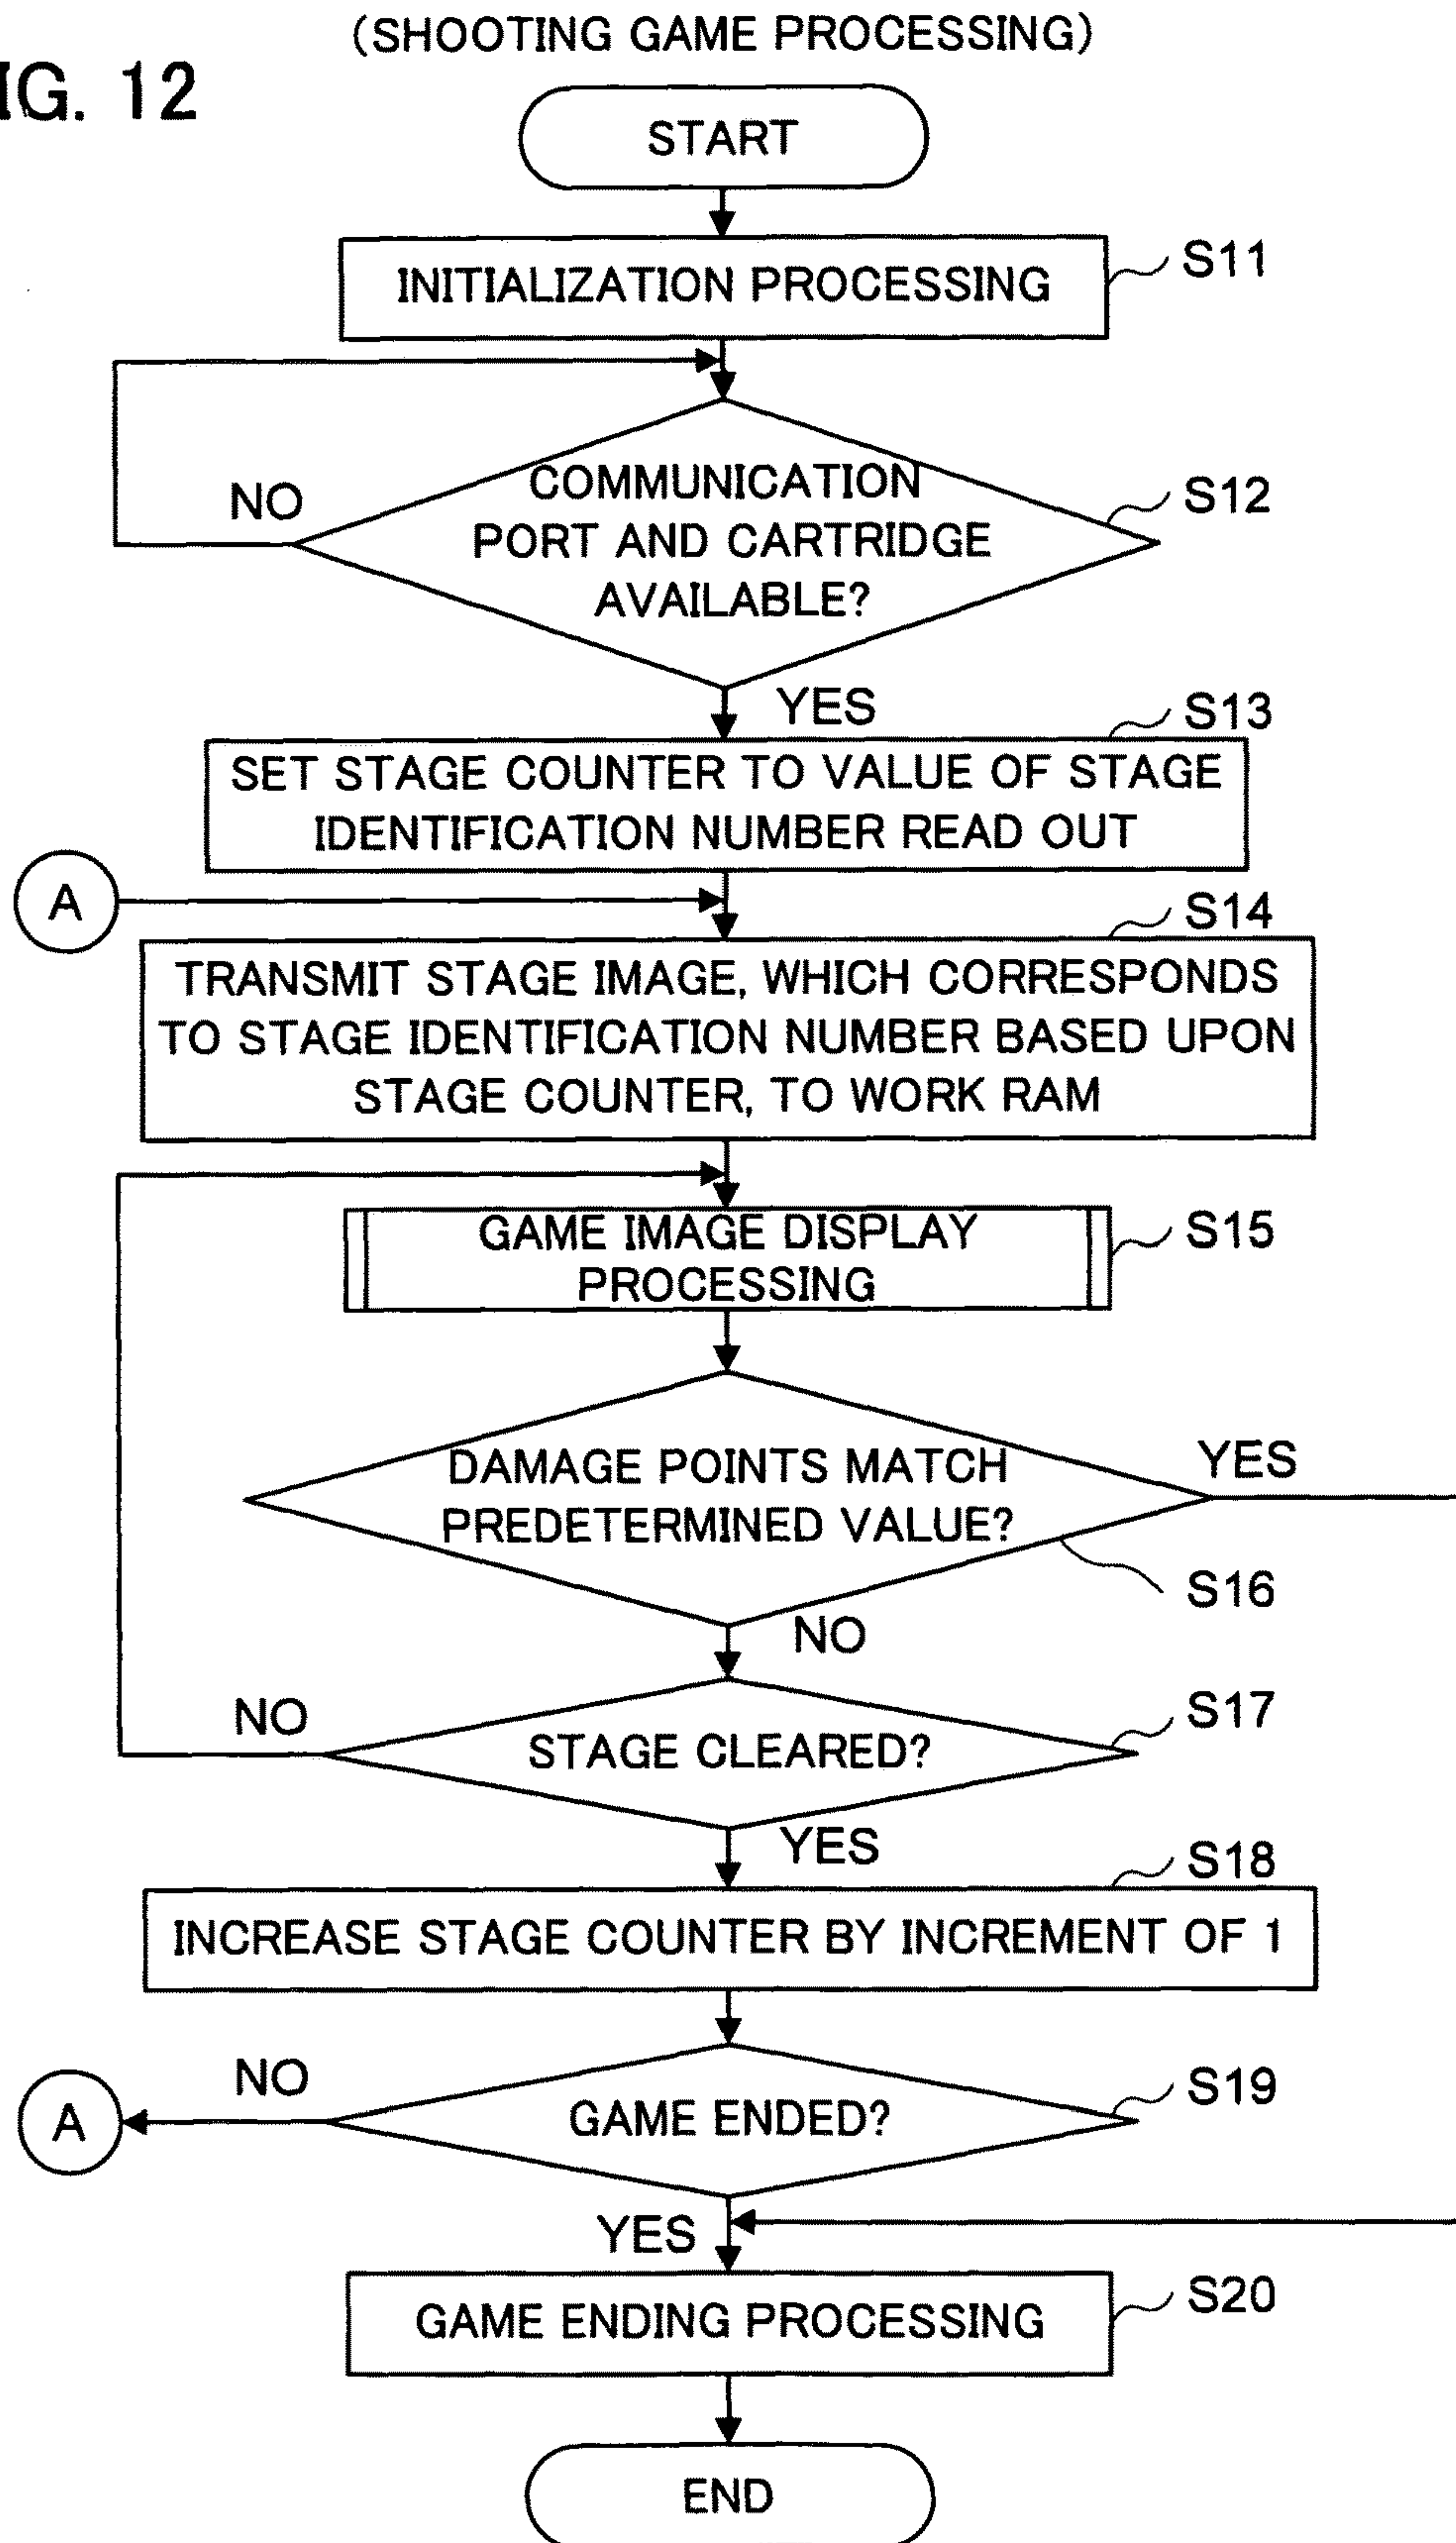 (SHOOTING GAME PROCESSING)
IG. 12
START
INITIALIZATION PROCESSING
S11
NO
COMMUNICATION
PORT AND CARTRIDGE
AVAILABLE?
S12
YES
S13
SET STAGE COUNTER TO VALUE OF STAGE
IDENTIFICATION NUMBER READ OUT
A
S14
TRANSMIT STAGE IMAGE, WHICH CORRESPONDS
TO STAGE IDENTIFICATION NUMBER BASED UPON
STAGE COUNTER, TO WORK RAM
GAME IMAGE DISPLAY
PROCESSING
S15
DAMAGE POINTS MATCH
PREDETERMINED VALUE?
YES
S16
NO
NO
STAGE CLEARED?
S17
YES
S18
INCREASE STAGE COUNTER BY INCREMENT OF 1
A
NO
GAME ENDED?
S19
YES
GAME ENDING PROCESSING
S20
END